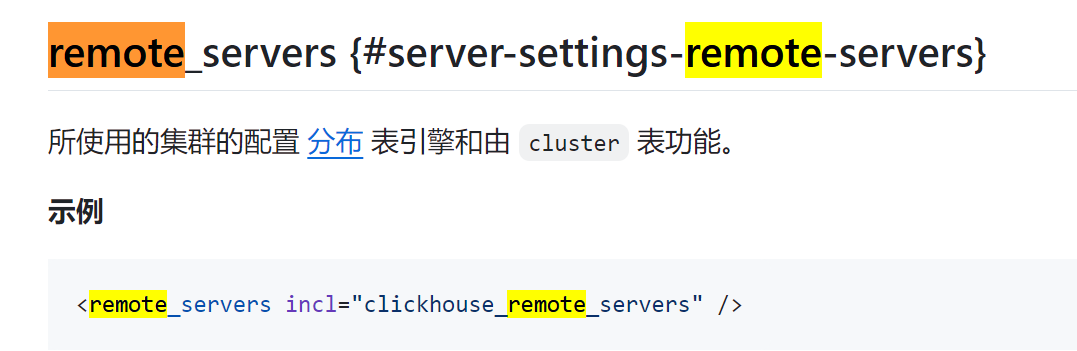 remote_servers {#server-settings-remote-servers}
所使用的集群的配置 分布 表引擎和由 cluster 表功能。
示例
<remote_servers incl="clickhouse_remote_servers" />